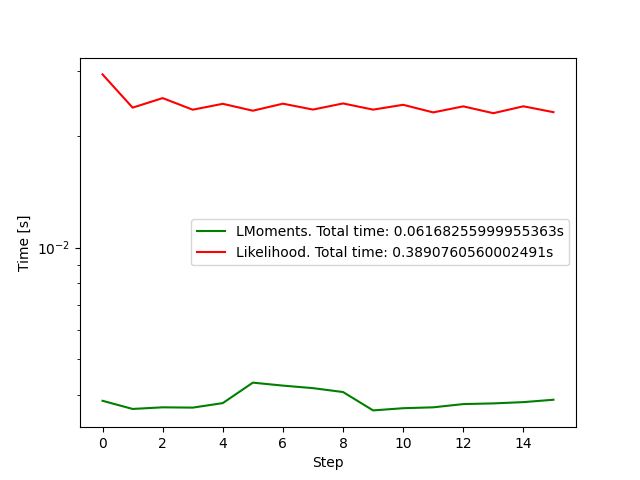 Time [s]
10⁻²
LMoments. Total time: 0.06168255999955363s
Likelihood. Total time: 0.3890760560002491s
0 2 4 6 8 10 12 14
Step